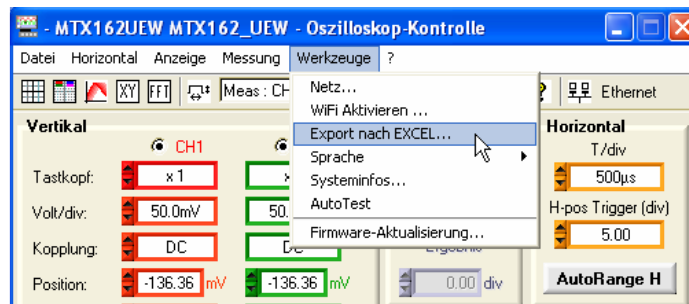 - MTX162UEW MTX162_UEW - Oszilloskop-Kontrolle
Datei Horizontal Anzeige Messung Werkzeuge ?
XY FFT Meas : CH Ethernet
Netz...
WiFi Aktivieren ...
Export nach EXCEL...
Sprache
Systeminfos...
AutoTest
Firmware-Aktualisierung...
Vertikal
CH1
Tastkopf: x 1
Volt/div: 50.0mV 50.
Kopplung: DC DC
Position: -136.36 mV -136.36 mV 0.00 div
Horizontal
T/div
500µs
H-pos Trigger (div)
5.00
AutoRange H